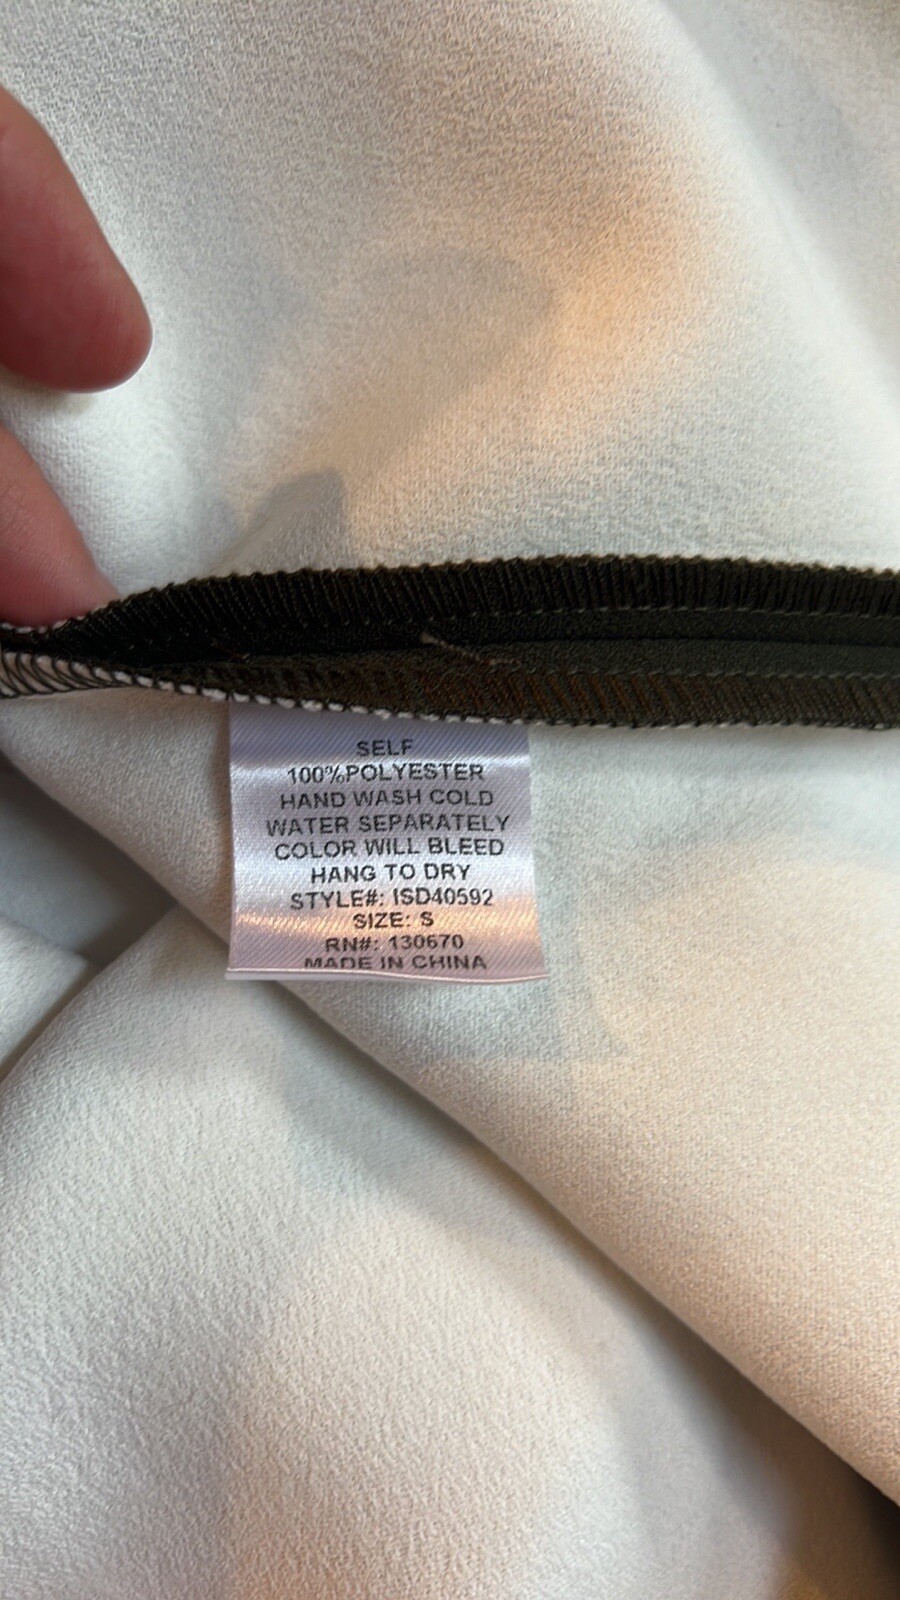 SELF
100%POLYESTER
HAND WASH COLD
WATER SEPARATELY
COLOR WILL BLEED
HANG TO DRY
STYLE#: ISD40592
SIZE: S
RN#: 130670
MADE IN CHINA